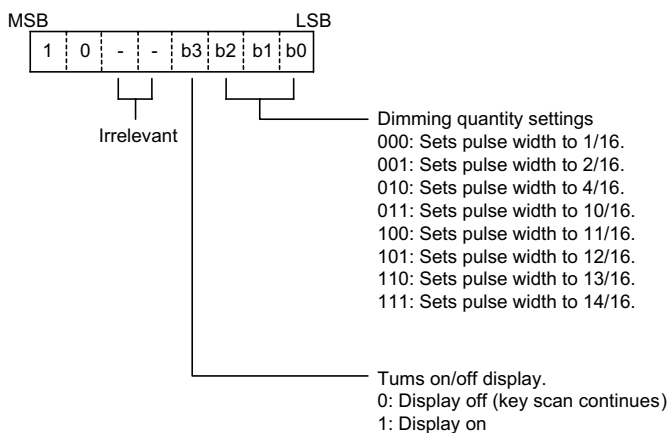 MSB LSB
1 0 - - b3 b2 b1 b0
Irrelevant
Dimming quantity settings
000: Sets pulse width to 1/16.
001: Sets pulse width to 2/16.
010: Sets pulse width to 4/16.
011: Sets pulse width to 10/16.
100: Sets pulse width to 11/16.
101: Sets pulse width to 12/16.
110: Sets pulse width to 13/16.
111: Sets pulse width to 14/16.
Tums on/off display.
0: Display off (key scan continues)
1: Display on